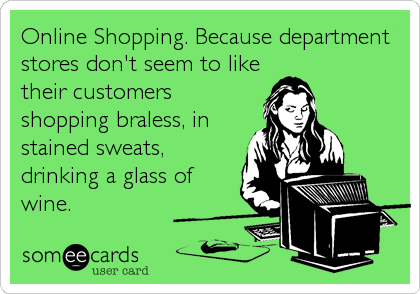 Online Shopping. Because department
stores don't seem to like
their customers
shopping braless, in
stained sweats,
drinking a glass of
wine.
someecards
user card